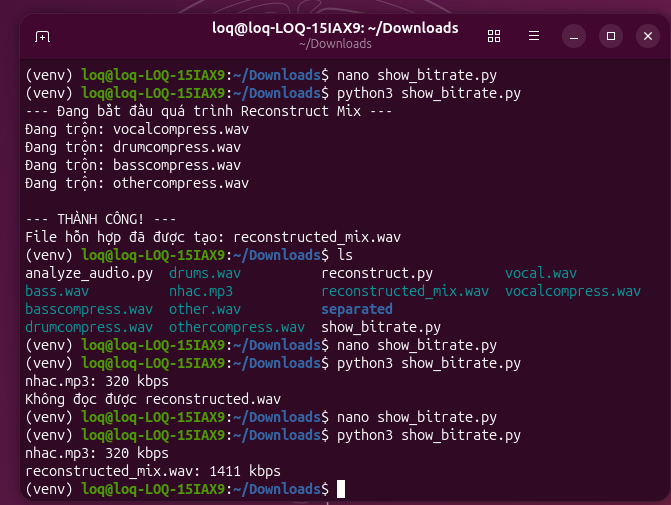 loq@loq-LOQ-15IAX9: ~/Downloads
~/Downloads
(venv) loq@loq-LOQ-15IAX9:~/Downloads$ nano show_bitrate.py
(venv) loq@loq-LOQ-15IAX9:~/Downloads$ python3 show_bitrate.py
--- Đang bắt đầu quá trình Reconstruct Mix ---
Đang trộn: vocalcompress.wav
Đang trộn: drumcompress.wav
Đang trộn: basscompress.wav
Đang trộn: othercompress.wav
--- THÀNH CÔNG! ---
File hỗn hợp đã được tạo: reconstructed_mix.wav
(venv) loq@loq-LOQ-15IAX9:~/Downloads$ ls
analyze_audio.py  drums.wav          reconstruct.py         vocal.wav
bass.wav          nhac.mp3           reconstructed_mix.wav  vocalcompress.wav
basscompress.wav  other.wav          separated
drumcompress.wav  othercompress.wav  show_bitrate.py
(venv) loq@loq-LOQ-15IAX9:~/Downloads$ nano show_bitrate.py
(venv) loq@loq-LOQ-15IAX9:~/Downloads$ python3 show_bitrate.py
nhac.mp3: 320 kbps
Không đọc được reconstructed.wav
(venv) loq@loq-LOQ-15IAX9:~/Downloads$ nano show_bitrate.py
(venv) loq@loq-LOQ-15IAX9:~/Downloads$ python3 show_bitrate.py
nhac.mp3: 320 kbps
reconstructed_mix.wav: 1411 kbps
(venv) loq@loq-LOQ-15IAX9:~/Downloads$